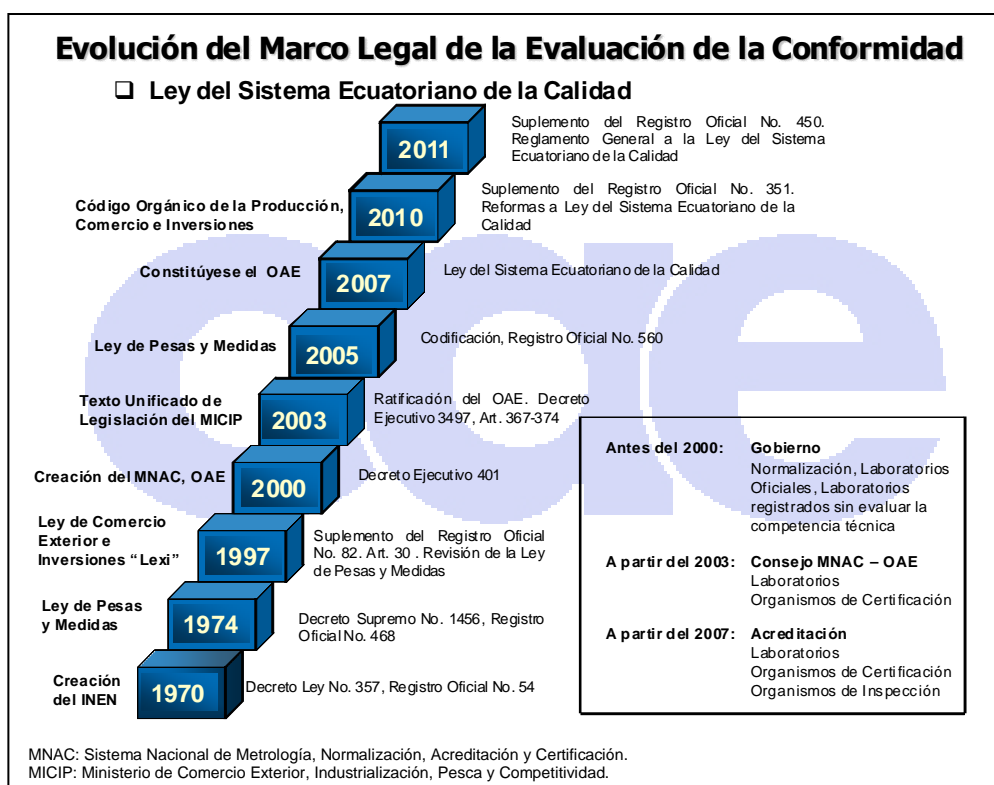 Evolución del Marco Legal de la Evaluación de la Conformidad
❑ Ley del Sistema Ecuatoriano de la Calidad
2011
Suplemento del Registro Oficial No. 450.
Reglamento General a la Ley del Sistema
Ecuatoriano de la Calidad
Código Orgánico de la Producción,
Comercio e Inversiones
2010
Suplemento del Registro Oficial No. 351.
Reformas a Ley del Sistema Ecuatoriano de la
Calidad
Constitúyese el OAE
2007
Ley del Sistema Ecuatoriano de la Calidad
Ley de Pesas y Medidas
2005
Codificación, Registro Oficial No. 560
Texto Unificado de
Legislación del MICIP
2003
Ratificación del OAE. Decreto
Ejecutivo 3497, Art. 367-374
Creación del MNAC, OAE
2000
Decreto Ejecutivo 401
Ley de Comercio
Exterior e
Inversiones “Lexi”
1997
Suplemento del Registro Oficial
No. 82. Art. 30 . Revisión de la Ley
de Pesas y Medidas
Ley de Pesas
y Medidas
1974
Decreto Supremo No. 1456, Registro
Oficial No. 468
Creación
del INEN
1970
Decreto Ley No. 357, Registro Oficial No. 54
Antes del 2000: Gobierno
Normalización, Laboratorios
Oficiales, Laboratorios
registrados sin evaluar la
competencia técnica
A partir del 2003: Consejo MNAC – OAE
Laboratorios
Organismos de Certificación
A partir del 2007: Acreditación
Laboratorios
Organismos de Certificación
Organismos de Inspección
oae
MNAC: Sistema Nacional de Metrología, Normalización, Acreditación y Certificación.
MICIP: Ministerio de Comercio Exterior, Industrialización, Pesca y Competitividad.